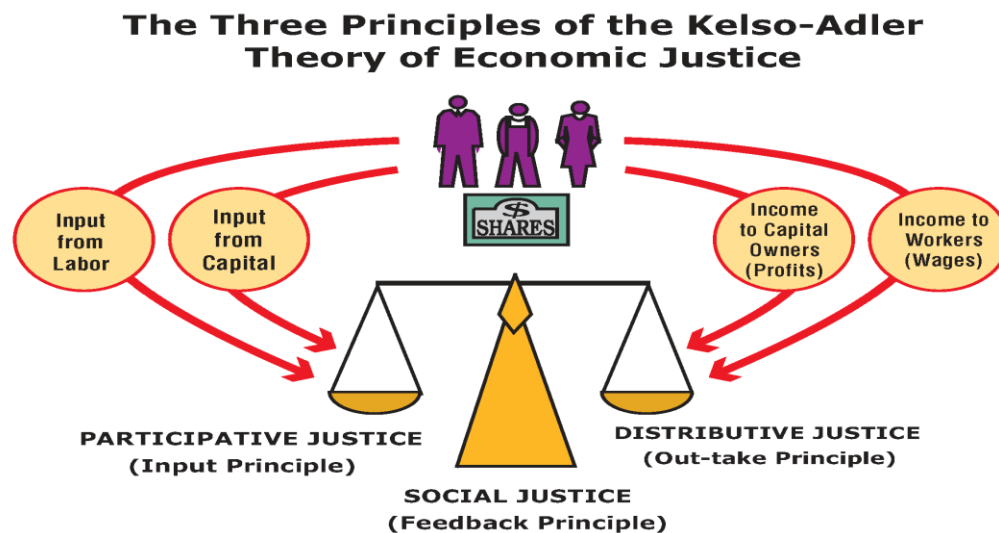 The Three Principles of the Kelso-Adler
Theory of Economic Justice
Input
from
Labor
Input
from
Capital
$
SHARES
Income
to Capital
Owners
(Profits)
Income to
Workers
(Wages)
PARTICIPATIVE JUSTICE
(Input Principle)
DISTRIBUTIVE JUSTICE
(Out-take Principle)
SOCIAL JUSTICE
(Feedback Principle)